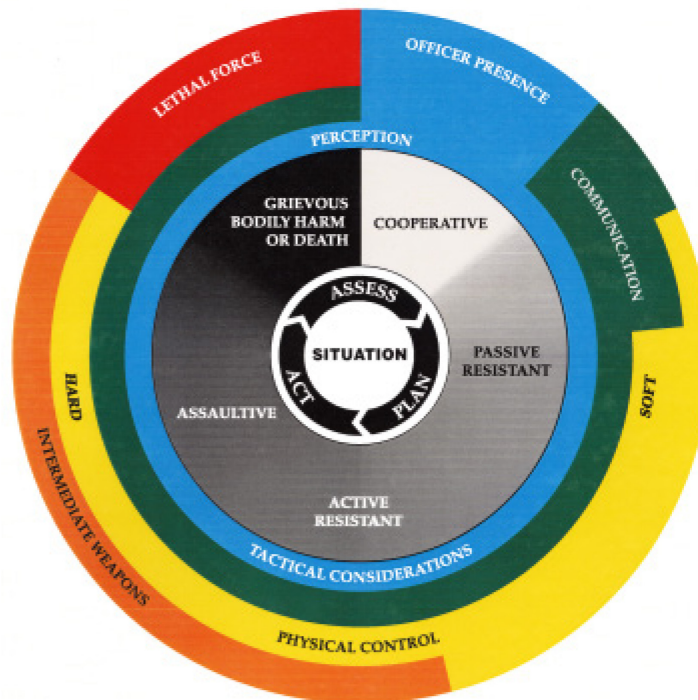 LETHAL FORCE
OFFICER PRESENCE
PERCEPTION
COMMUNICATION
GRIEVOUS
BODILY HARM
OR DEATH
COOPERATIVE
ASSESS
SITUATION
PLAN
ACT
PASSIVE
RESISTANT
ASSAULTIVE
ACTIVE
RESISTANT
HARD
SOFT
INTERMEDIATE WEAPONS
TACTICAL CONSIDERATIONS
PHYSICAL CONTROL